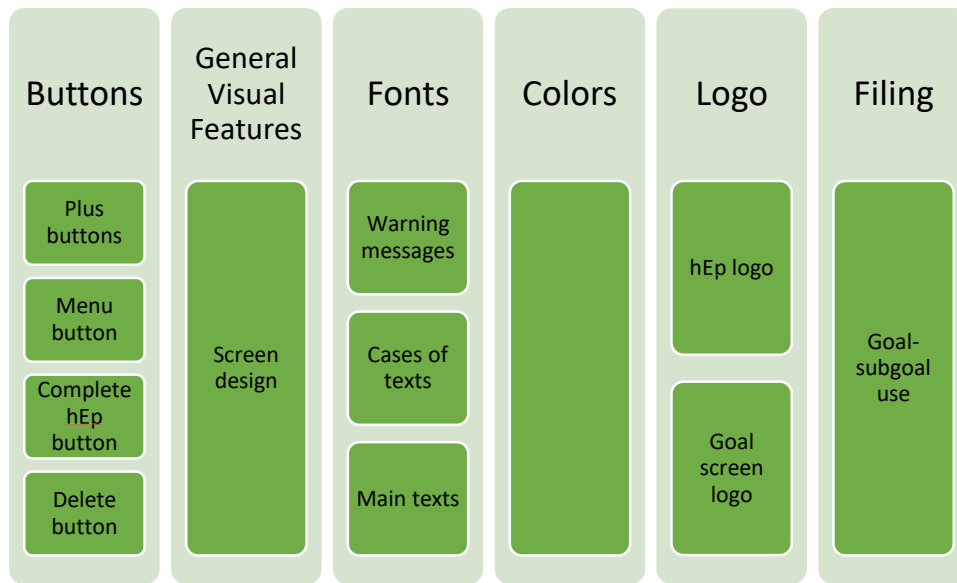 Buttons
Plus
buttons
Menu
button
Complete
hEp
button
Delete
button
General
Visual
Features
Screen
design
Fonts
Warning
messages
Cases of
texts
Main texts
Colors
Logo
hEp logo
Goal
screen
logo
Filing
Goal-
subgoal
use